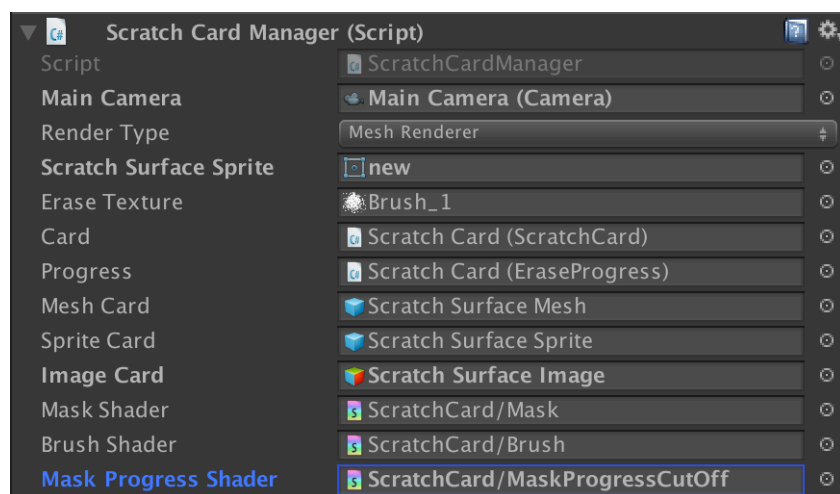 Scratch Card Manager (Script)
Script ScratchCardManager
Main Camera Main Camera (Camera)
Render Type Mesh Renderer
Scratch Surface Sprite new
Erase Texture Brush_1
Card Scratch Card (ScratchCard)
Progress Scratch Card (EraseProgress)
Mesh Card Scratch Surface Mesh
Sprite Card Scratch Surface Sprite
Image Card Scratch Surface Image
Mask Shader ScratchCard/Mask
Brush Shader ScratchCard/Brush
Mask Progress Shader ScratchCard/MaskProgressCutOff